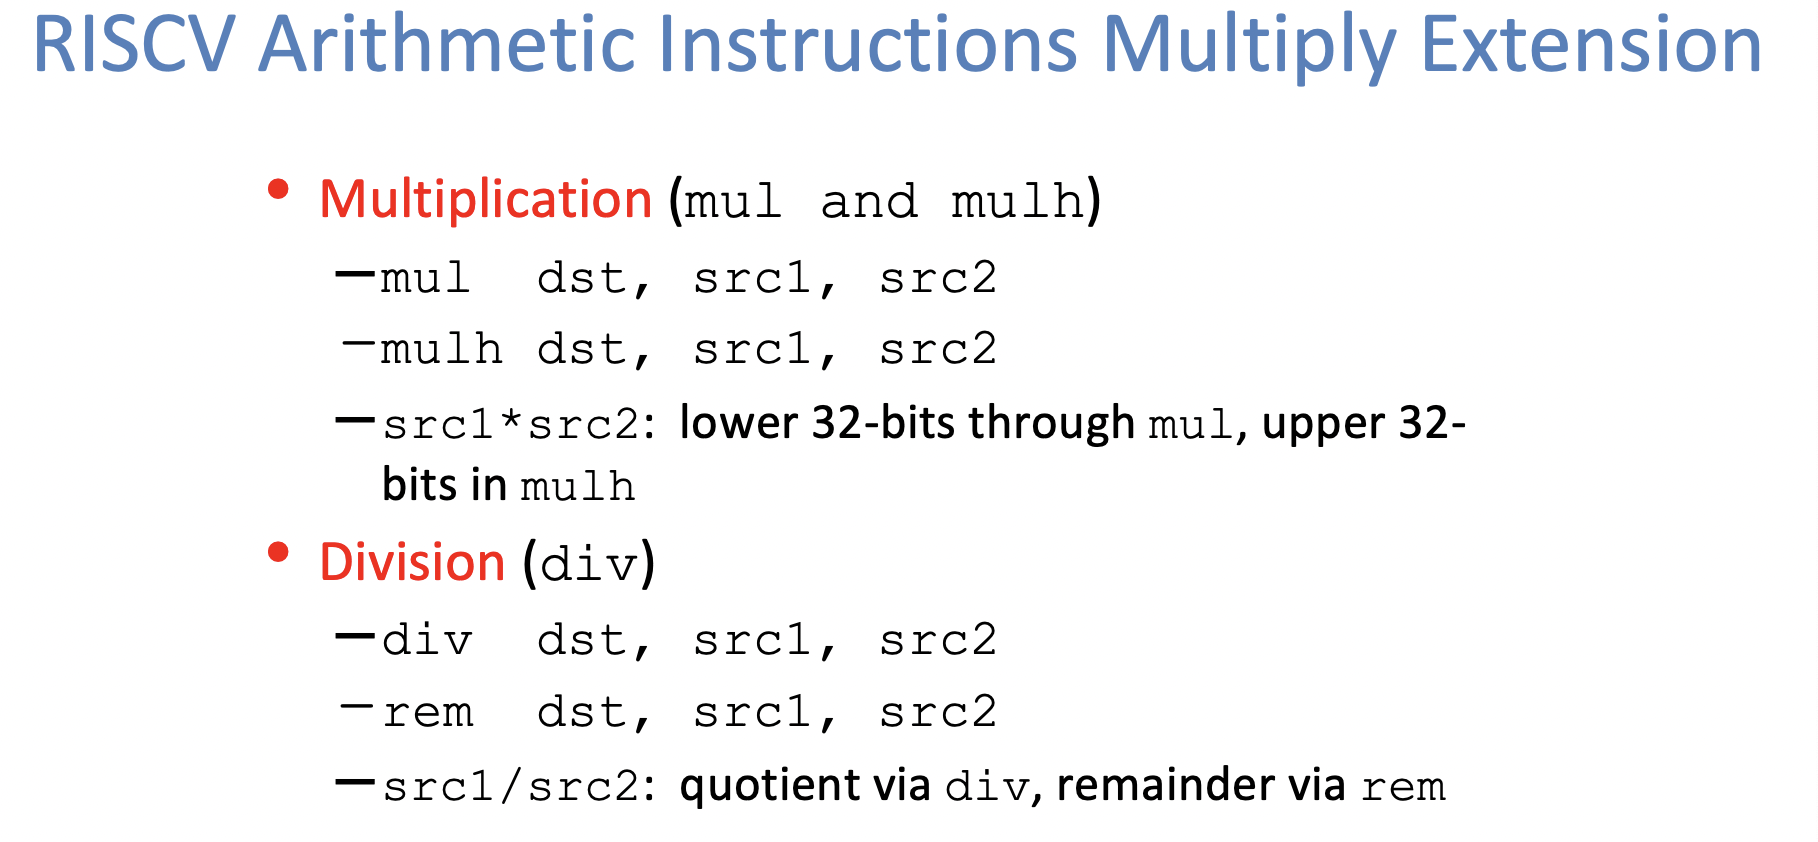 RISCV Arithmetic Instructions Multiply Extension
• Multiplication (mul and mulh)
–mul dst, src1, src2
–mulh dst, src1, src2
–src1*src2: lower 32-bits through mul, upper 32-
bits in mulh
• Division (div)
–div dst, src1, src2
–rem dst, src1, src2
–src1/src2: quotient via div, remainder via rem